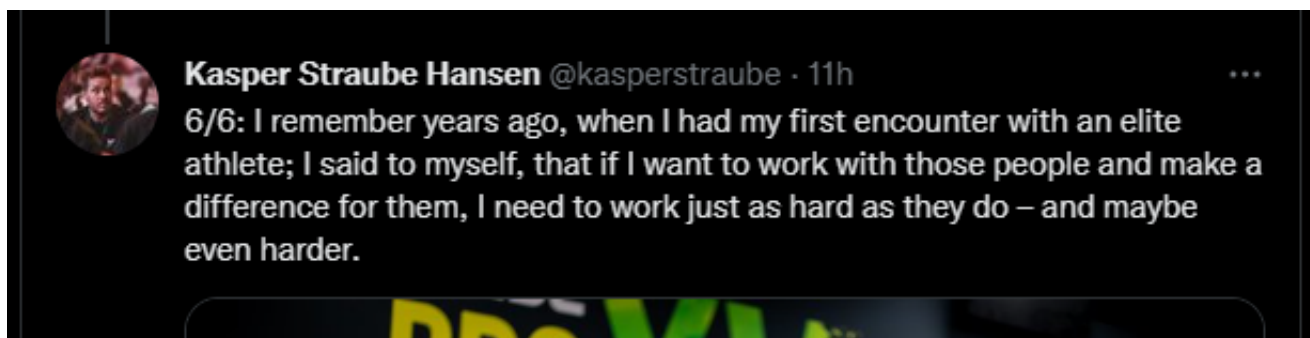 Kasper Straube Hansen @kasperstraube · 11h
6/6: I remember years ago, when I had my first encounter with an elite
athlete; I said to myself, that if I want to work with those people and make a
difference for them, I need to work just as hard as they do – and maybe
even harder.